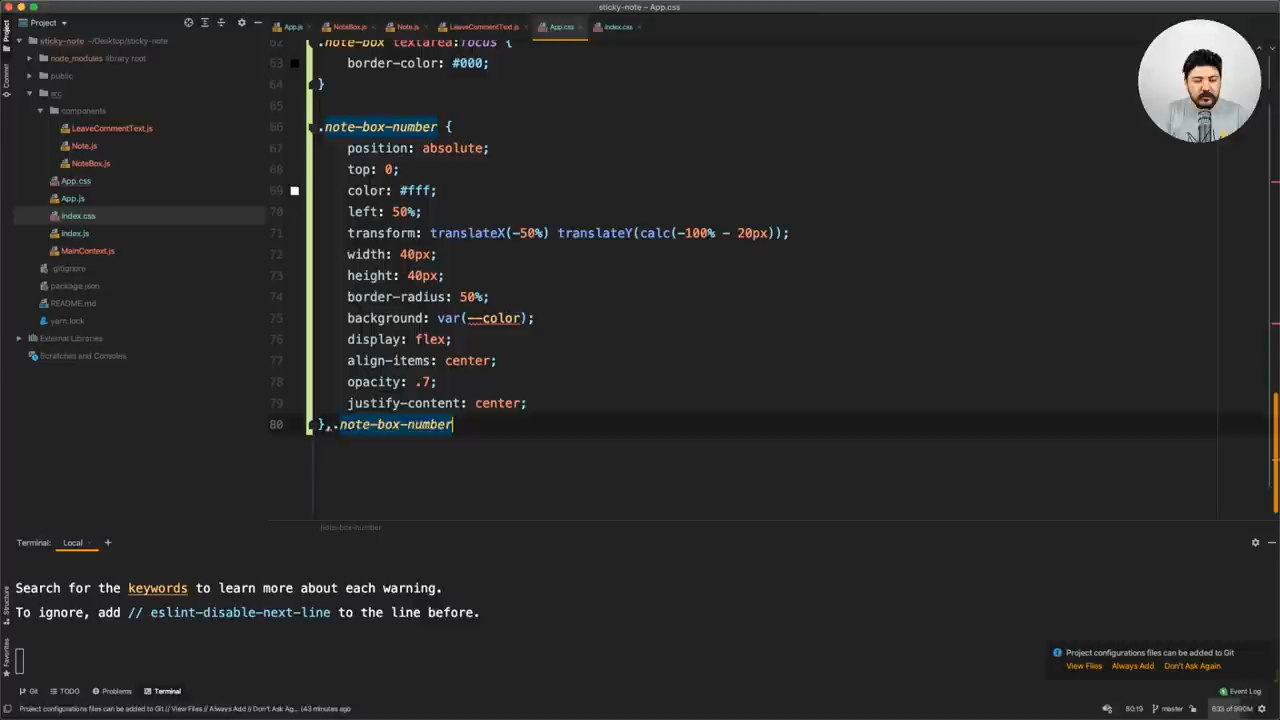 sticky-note – App.css
Project
App.js
NoteBox.js
Note.js
LeaveCommentText.js
App.css
index.css
sticky-note ~/Desktop/sticky-note
node_modules library root
public
src
components
LeaveCommentText.js
Note.js
NoteBox.js
App.css
App.js
index.css
index.js
MainContext.js
.gitignore
package.json
README.md
yarn.lock
External Libraries
Scratches and Consoles
Project
Commit
Structure
Favorites
62 .note-box textarea:focus {
63 border-color: #000;
64 }
65
66 .note-box-number {
67 position: absolute;
68 top: 0;
69 color: #fff;
70 left: 50%;
71 transform: translateX(-50%) translateY(calc(-100% - 20px));
72 width: 40px;
73 height: 40px;
74 border-radius: 50%;
75 background: var(--color);
76 display: flex;
77 align-items: center;
78 opacity: .7;
79 justify-content: center;
80 },.note-box-number
.note-box-number
Terminal: Local +
Search for the keywords to learn more about each warning.
To ignore, add // eslint-disable-next-line to the line before.
Project configurations files can be added to Git
View Files Always Add Don't Ask Again
Git TODO Problems Terminal Event Log
Project configurations files can be added to Git // View Files // Always Add // Don't Ask Ag... (43 minutes ago)
80:19 master 633 of 990M